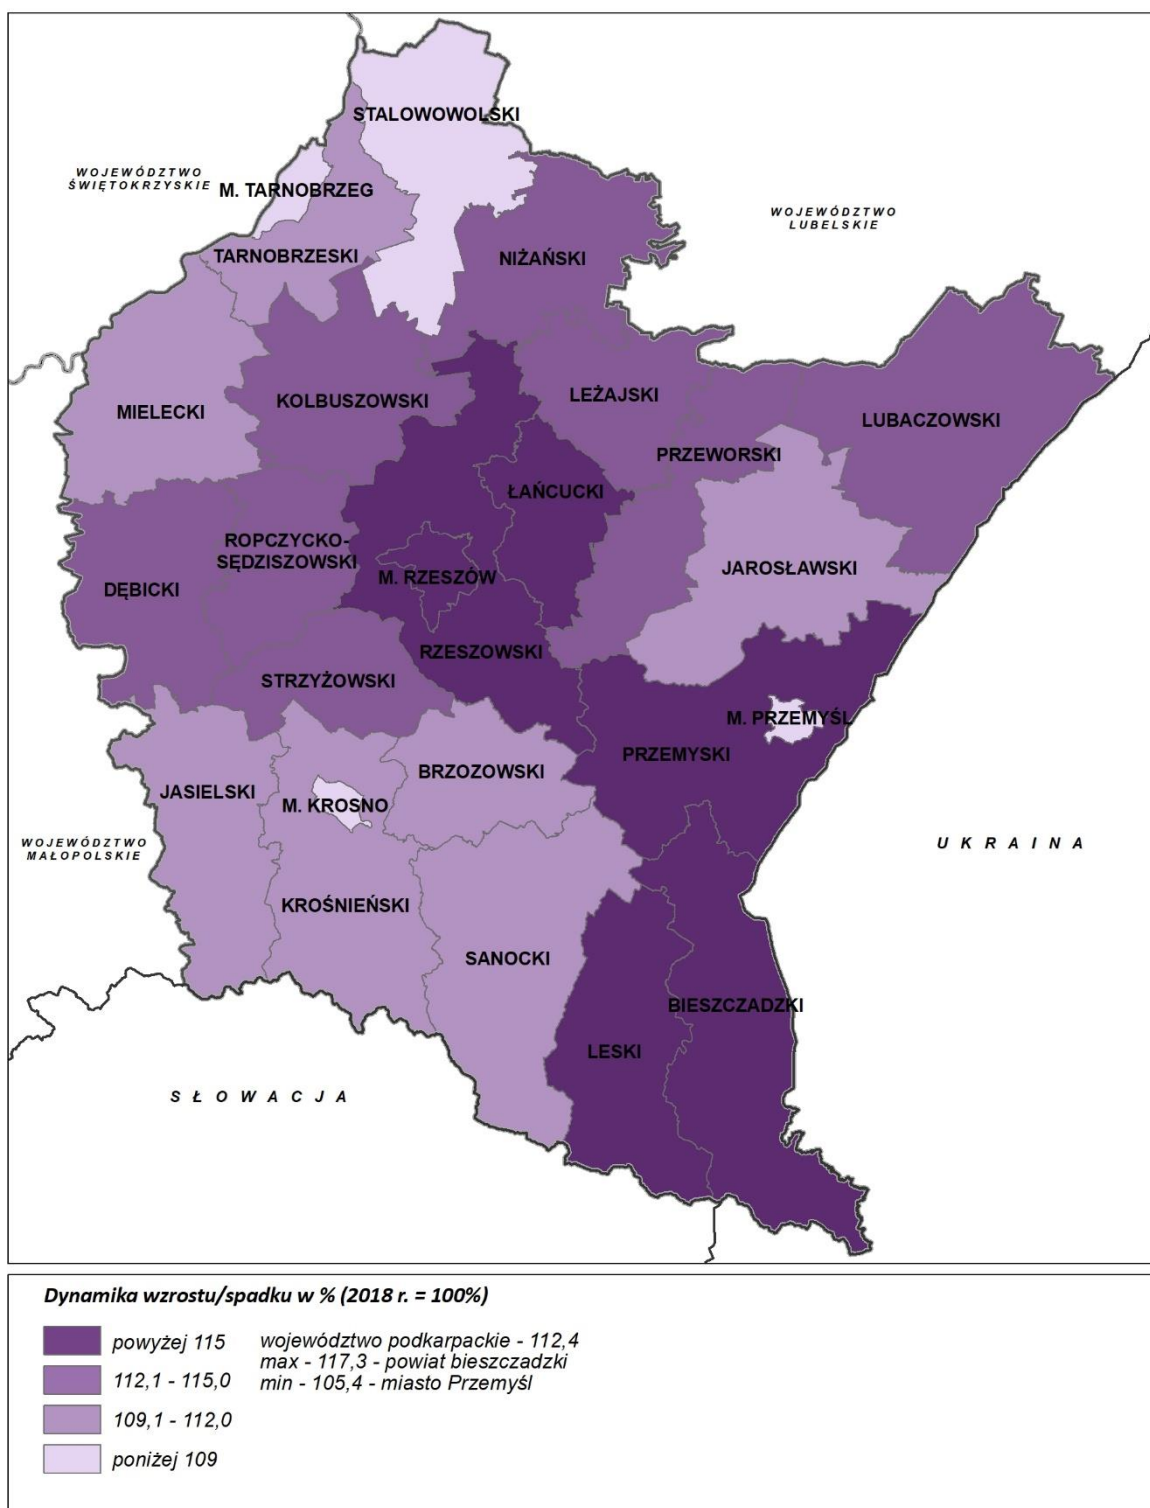 STALOWOWOLSKI
WOJEWÓDZTWO
ŚWIĘTOKRZYSKIE
M. TARNOBRZEG
WOJEWÓDZTWO
LUBELSKIE
TARNOBRZESKI
NIŻAŃSKI
MIELECKI
KOLBUSZOWSKI
LEŻAJSKI
LUBACZOWSKI
PRZEWORSKI
ŁAŃCUCKI
ROPCZYCKO-
SĘDZISZOWSKI
DĘBICKI
M. RZESZÓW
JAROSŁAWSKI
RZESZOWSKI
STRZYŻOWSKI
M. PRZEMYŚL
PRZEMYSKI
JASIELSKI
M. KROSNO
BRZOZOWSKI
WOJEWÓDZTWO
MAŁOPOLSKIE
UKRAINA
KROŚNIEŃSKI
SANOCKI
BIESZCZADZKI
LESKI
SŁOWACJA
Dynamika wzrostu/spadku w % (2018 r. = 100%)
powyżej 115
112,1 - 115,0
109,1 - 112,0
poniżej 109
województwo podkarpackie - 112,4
max - 117,3 - powiat bieszczadzki
min - 105,4 - miasto Przemyśl